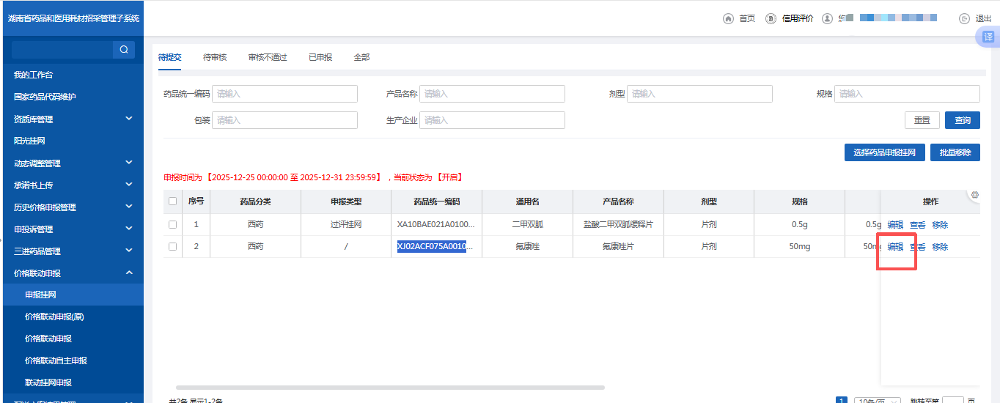 湖南省药品和医用耗材招采管理子系统
首页 信用评价 您 退出
译
我的工作台
国家药品代码维护
资质库管理
阳光挂网
动态调整管理
承诺书上传
历史价格申报管理
申投诉管理
三进药品管理
价格联动申报
申报挂网
价格联动申报(原)
价格联动申报
价格联动自主申报
联动挂网申报
待提交 待审核 审核不通过 已申报 全部
药品统一编码 请输入 产品名称 请输入 剂型 请输入 规格 请输入
包装 请输入 生产企业 请输入 重置 查询
选择药品申报挂网 批量移除
申报时间为 【2025-12-25 00:00:00 至 2025-12-31 23:59:59】 ，当前状态为 【开启】
序号 药品分类 申报类型 药品统一编码 通用名 产品名称 剂型 规格 操作
1 西药 过评挂网 XA10BAE021A0100... 二甲双胍 盐酸二甲双胍缓释片 片剂 0.5g 0.5g 编辑 查看 移除
2 西药 / XJ02ACF075A0010... 氟康唑 氟康唑片 片剂 50mg 50mg 编辑 查看 移除
共2条 显示1-2条 1 10条/页 跳转至第 页